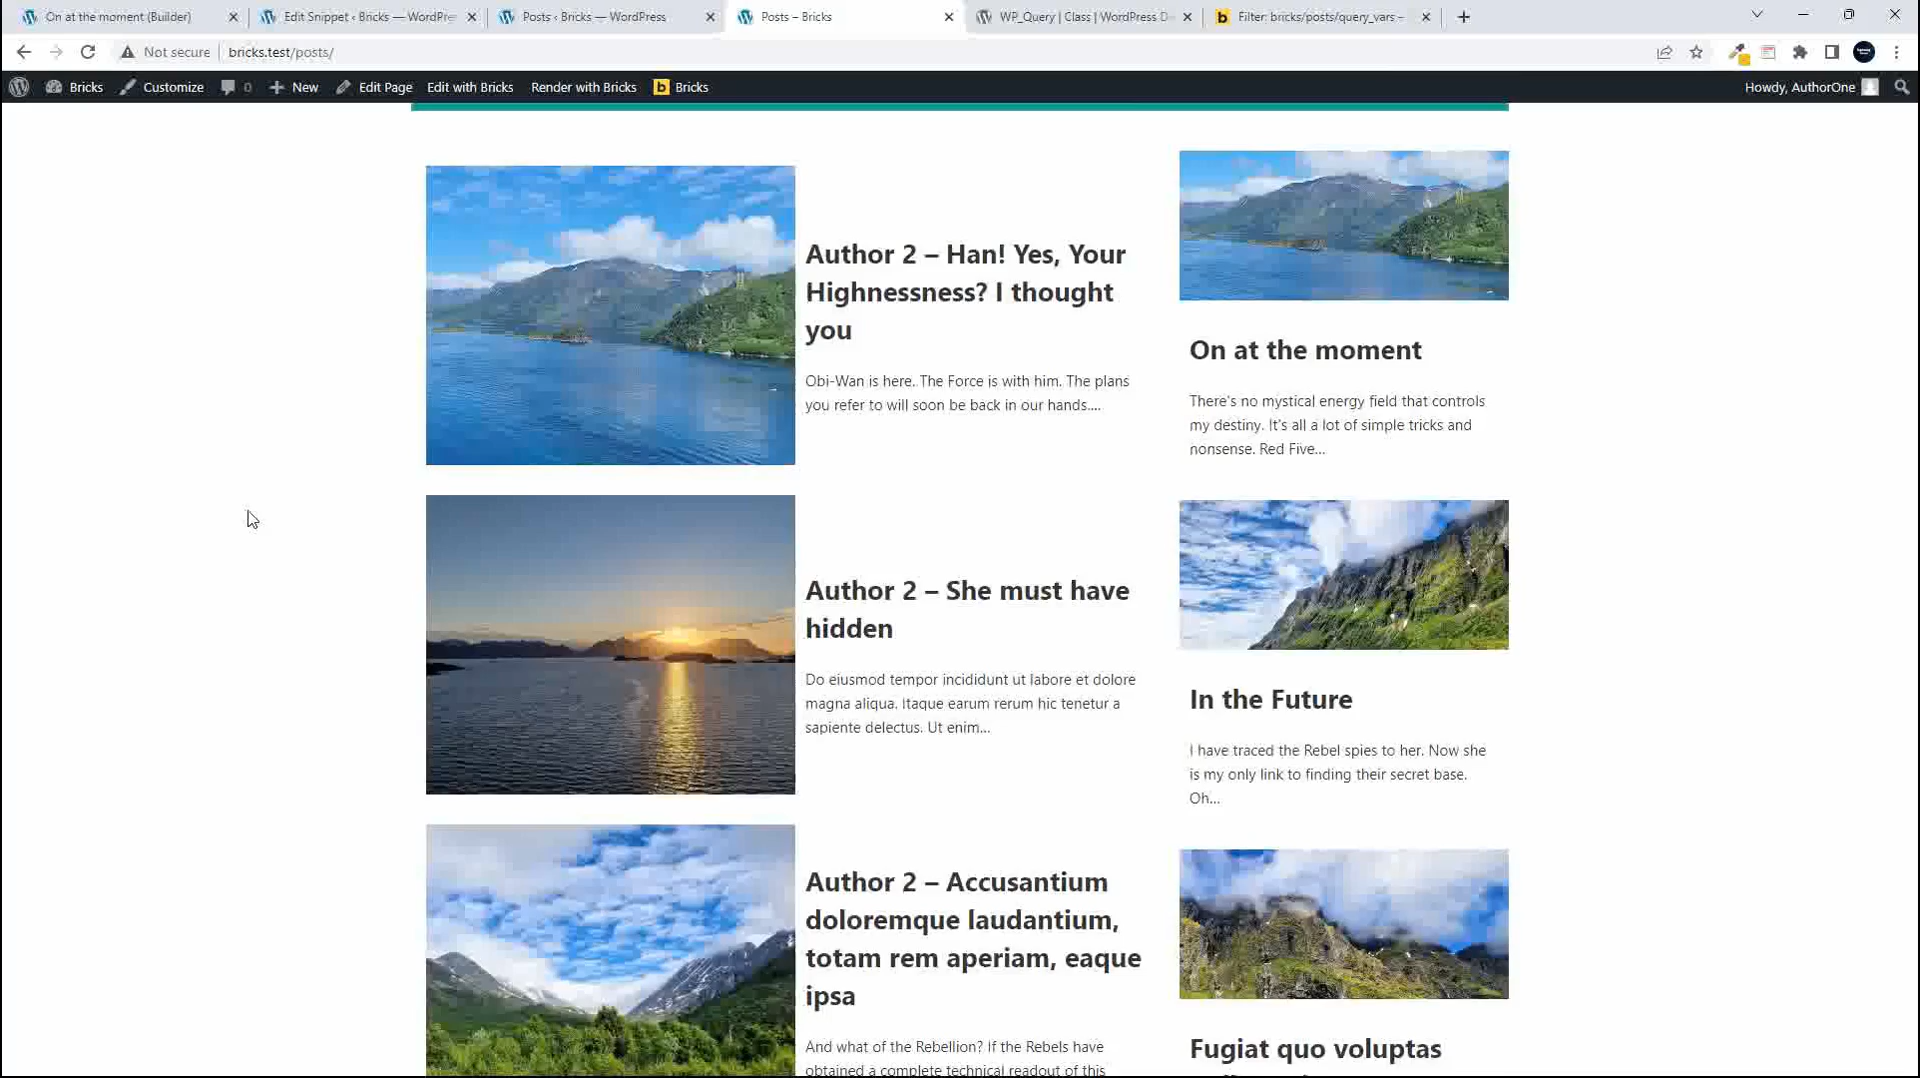 On at the moment (Builder)
Edit Snippet ‹ Bricks — WordPre
Posts ‹ Bricks — WordPress
Posts – Bricks
WP_Query | Class | WordPress D
Filter: bricks/posts/query_vars –
Not secure
bricks.test/posts/
Bricks
Customize
0
New
Edit Page
Edit with Bricks
Render with Bricks
b Bricks
Howdy, AuthorOne
Author 2 – Han! Yes, Your
Highnessness? I thought
you
Obi-Wan is here. The Force is with him. The plans
you refer to will soon be back in our hands....
Author 2 – She must have
hidden
Do eiusmod tempor incididunt ut labore et dolore
magna aliqua. Itaque earum rerum hic tenetur a
sapiente delectus. Ut enim...
Author 2 – Accusantium
doloremque laudantium,
totam rem aperiam, eaque
ipsa
And what of the Rebellion? If the Rebels have
obtained a complete technical readout of this
On at the moment
There's no mystical energy field that controls
my destiny. It's all a lot of simple tricks and
nonsense. Red Five...
In the Future
I have traced the Rebel spies to her. Now she
is my only link to finding their secret base.
Oh...
Fugiat quo voluptas